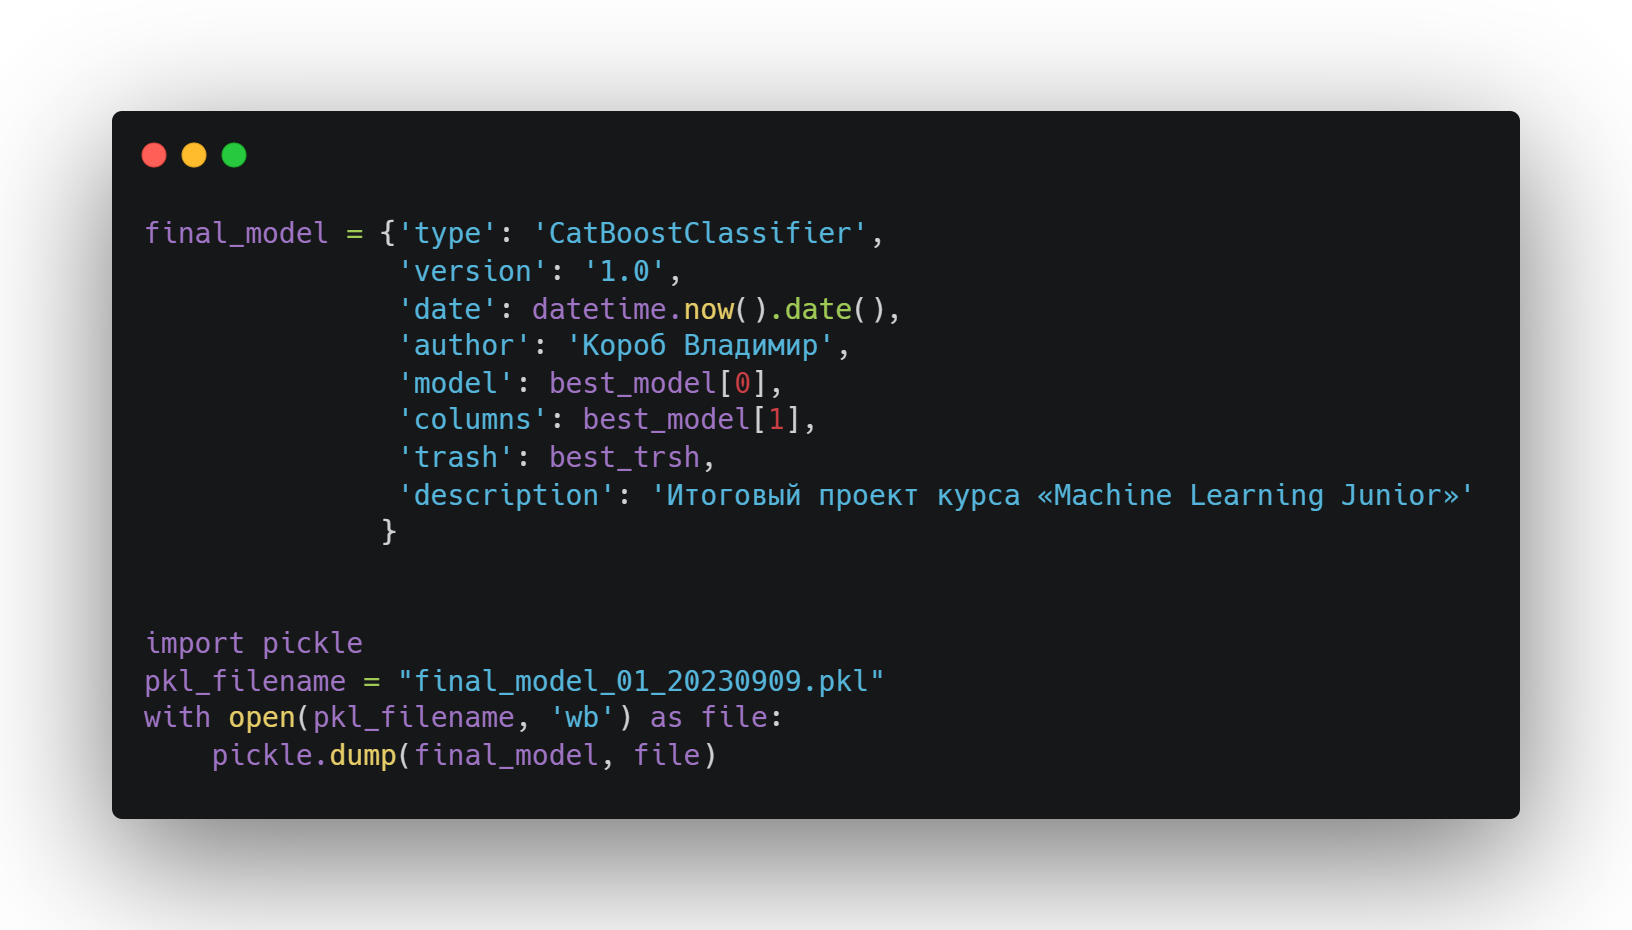 final_model = {'type': 'CatBoostClassifier',
               'version': '1.0',
               'date': datetime.now().date(),
               'author': 'Короб Владимир',
               'model': best_model[0],
               'columns': best_model[1],
               'trash': best_trsh,
               'description': 'Итоговый проект курса «Machine Learning Junior»'
              }
import pickle
pkl_filename = "final_model_01_20230909.pkl"
with open(pkl_filename, 'wb') as file:
    pickle.dump(final_model, file)